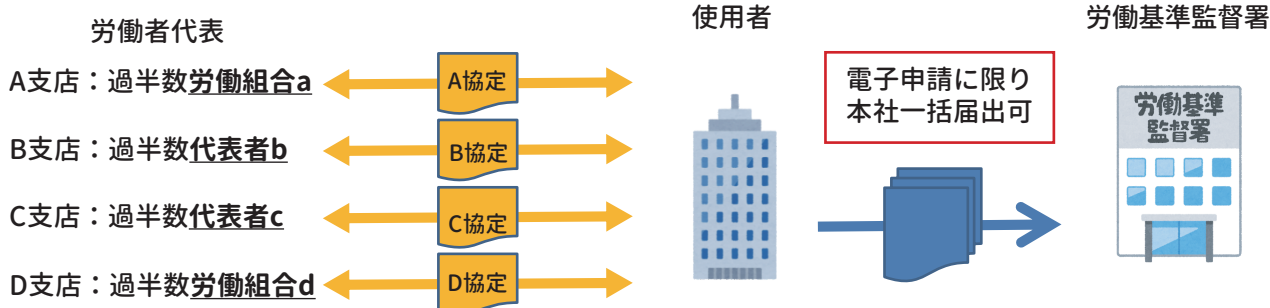 労働者代表
使用者
労働基準監督署
A支店：過半数労働組合a
A協定
B支店：過半数代表者b
B協定
C支店：過半数代表者c
C協定
D支店：過半数労働組合d
D協定
電子申請に限り
本社一括届出可
労働基準
監督署